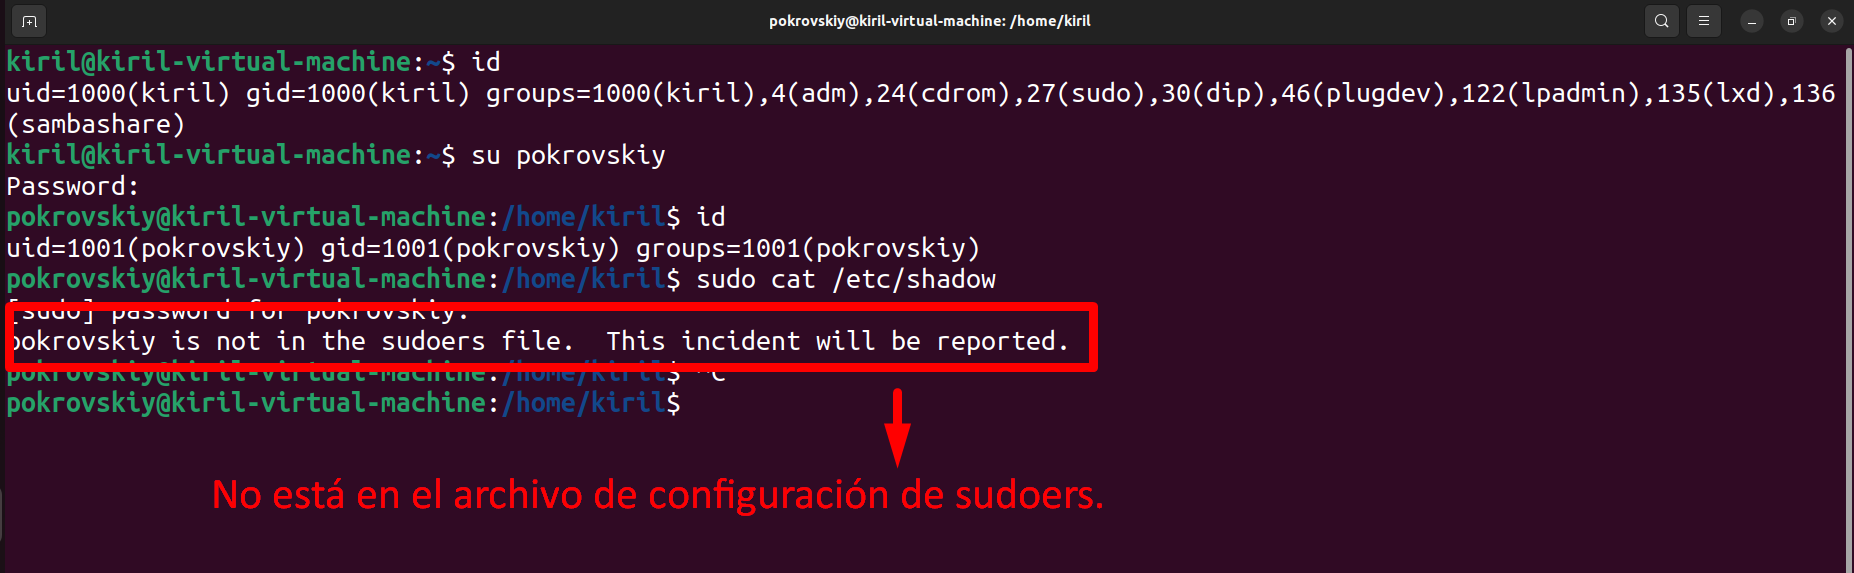 pokrovskiy@kiril-virtual-machine: /home/kiril
kiril@kiril-virtual-machine:~$ id
uid=1000(kiril) gid=1000(kiril) groups=1000(kiril),4(adm),24(cdrom),27(sudo),30(dip),46(plugdev),122(lpadmin),135(lxd),136
(sambashare)
kiril@kiril-virtual-machine:~$ su pokrovskiy
Password:
pokrovskiy@kiril-virtual-machine:/home/kiril$ id
uid=1001(pokrovskiy) gid=1001(pokrovskiy) groups=1001(pokrovskiy)
pokrovskiy@kiril-virtual-machine:/home/kiril$ sudo cat /etc/shadow
[sudo] password for pokrovskiy:
pokrovskiy is not in the sudoers file.  This incident will be reported.
pokrovskiy@kiril-virtual-machine:/home/kiril$ ^C
pokrovskiy@kiril-virtual-machine:/home/kiril$
No está en el archivo de configuración de sudoers.